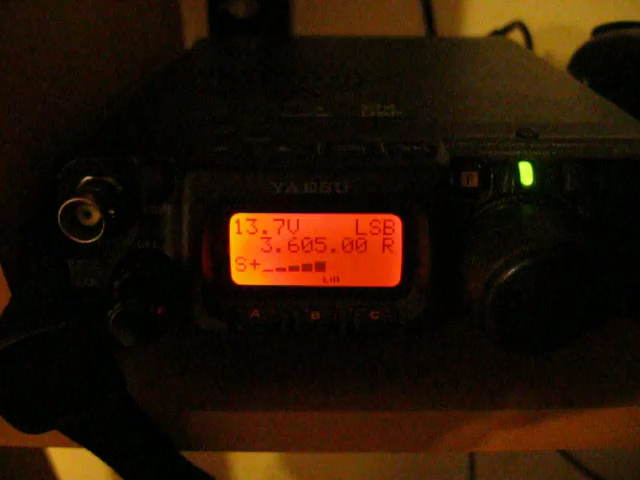 YAESU
13.7V LSB
3.605.00 R
S+
F
A B C